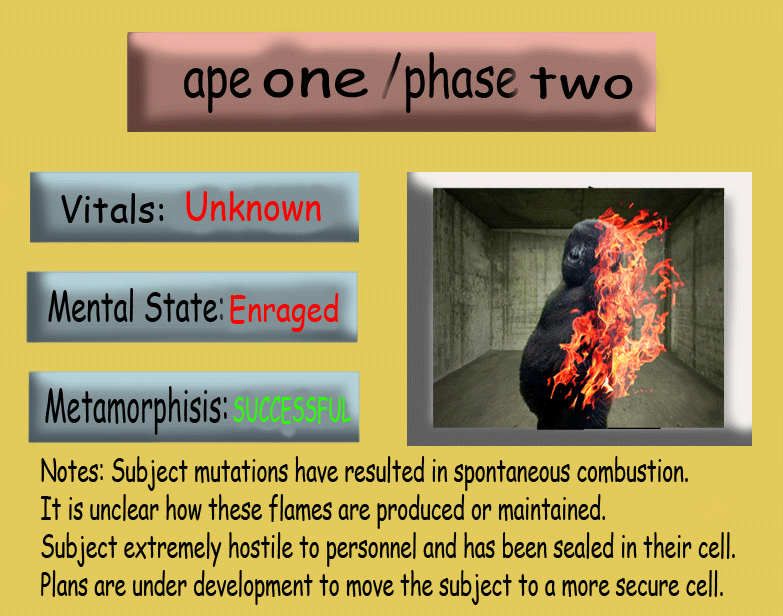 ape one /phase two
Vitals: Unknown
Mental State: Enraged
Metamorphisis: SUCCESSFUL
Notes: Subject mutations have resulted in spontaneous combustion.
It is unclear how these flames are produced or maintained.
Subject extremely hostile to personnel and has been sealed in their cell.
Plans are under development to move the subject to a more secure cell.